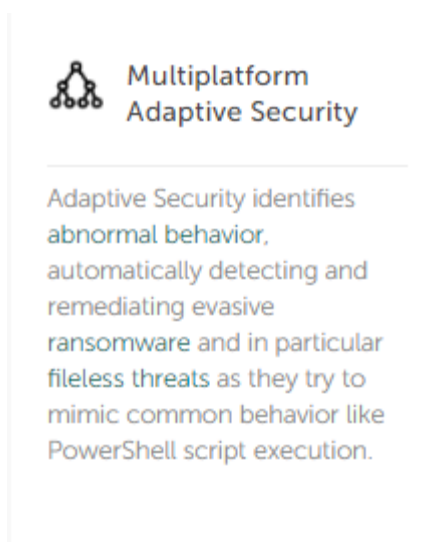 Multiplatform
Adaptive Security
Adaptive Security identifies
abnormal behavior,
automatically detecting and
remediating evasive
ransomware and in particular
fileless threats as they try to
mimic common behavior like
PowerShell script execution.